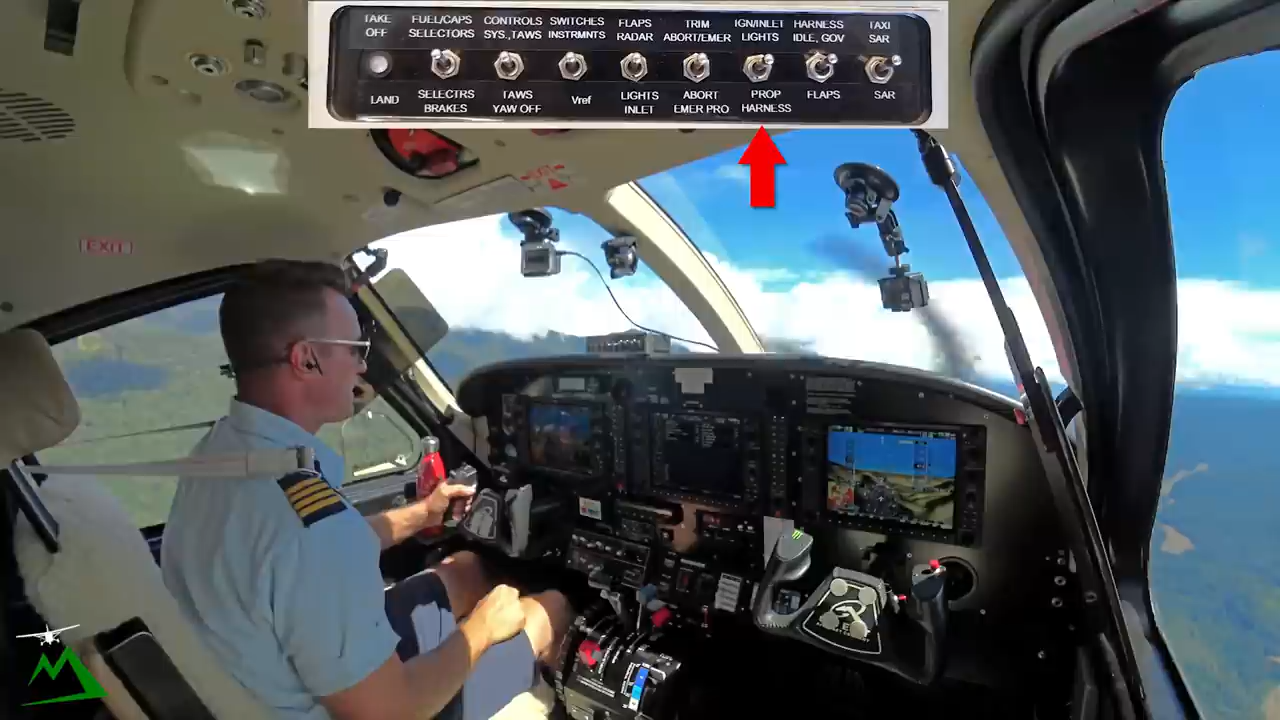 TAKE OFF
FUEL/CAPS SELECTORS
CONTROLS SYS.,TAWS
SWITCHES INSTRMNTS
FLAPS RADAR
TRIM ABORT/EMER
IGN/INLET LIGHTS
HARNESS IDLE, GOV
TAXI SAR
LAND
SELECTRS BRAKES
TAWS YAW OFF
Vref
LIGHTS INLET
ABORT EMER PRO
PROP HARNESS
FLAPS
SAR
EXIT
EXIT